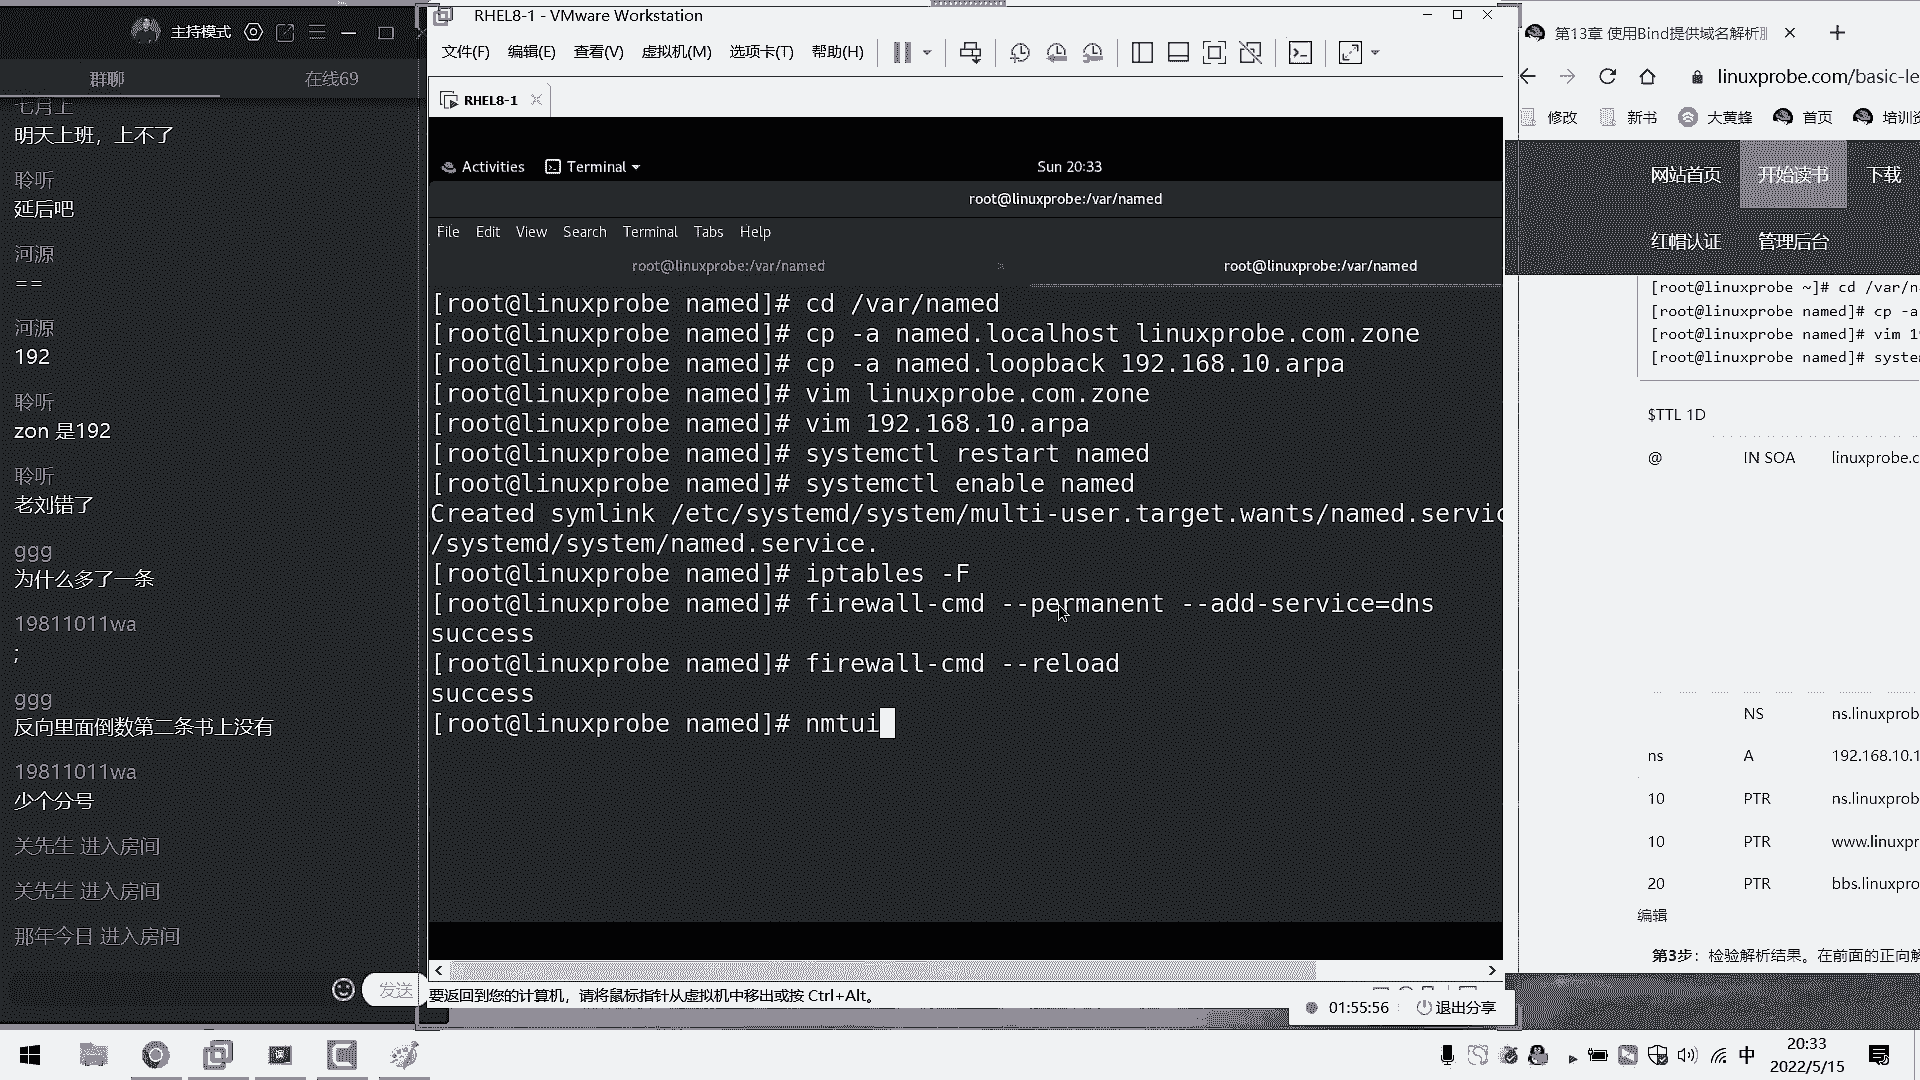 主持模式
群聊
在线69
七月上
明天上班，上不了
聆听
延后吧
河源
==
河源
192
聆听
zon 是192
聆听
老刘错了
ggg
为什么多了一条
19811011wa
;
ggg
反向里面倒数第二条书上没有
19811011wa
少个分号
关先生 进入房间
关先生 进入房间
那年今日 进入房间
发送
RHEL8-1 - VMware Workstation
文件(F) 编辑(E) 查看(V) 虚拟机(M) 选项卡(T) 帮助(H)
RHEL8-1
Activities Terminal
Sun 20:33
root@linuxprobe:/var/named
File Edit View Search Terminal Tabs Help
root@linuxprobe:/var/named
root@linuxprobe:/var/named
[root@linuxprobe named]# cd /var/named
[root@linuxprobe named]# cp -a named.localhost linuxprobe.com.zone
[root@linuxprobe named]# cp -a named.loopback 192.168.10.arpa
[root@linuxprobe named]# vim linuxprobe.com.zone
[root@linuxprobe named]# vim 192.168.10.arpa
[root@linuxprobe named]# systemctl restart named
[root@linuxprobe named]# systemctl enable named
Created symlink /etc/systemd/system/multi-user.target.wants/named.servic
/systemd/system/named.service.
[root@linuxprobe named]# iptables -F
[root@linuxprobe named]# firewall-cmd --permanent --add-service=dns
success
[root@linuxprobe named]# firewall-cmd --reload
success
[root@linuxprobe named]# nmtui
要返回到您的计算机，请将鼠标指针从虚拟机中移出或按 Ctrl+Alt。
01:55:56
退出分享
第13章 使用Bind提供域名解析
linuxprobe.com/basic-le
修改 新书 大黄蜂 首页 培训
网站首页 开始读书 下载
红帽认证 管理后台
[root@linuxprobe ~]# cd /var/n
[root@linuxprobe named]# cp -a
[root@linuxprobe named]# vim 1
[root@linuxprobe named]# syste
$TTL 1D
@ IN SOA linuxprobe.c
NS ns.linuxprob
ns A 192.168.10.1
10 PTR ns.linuxprob
10 PTR www.linuxpr
20 PTR bbs.linuxpro
编辑
第3步：检验解析结果。在前面的正向解
中
20:33
2022/5/15